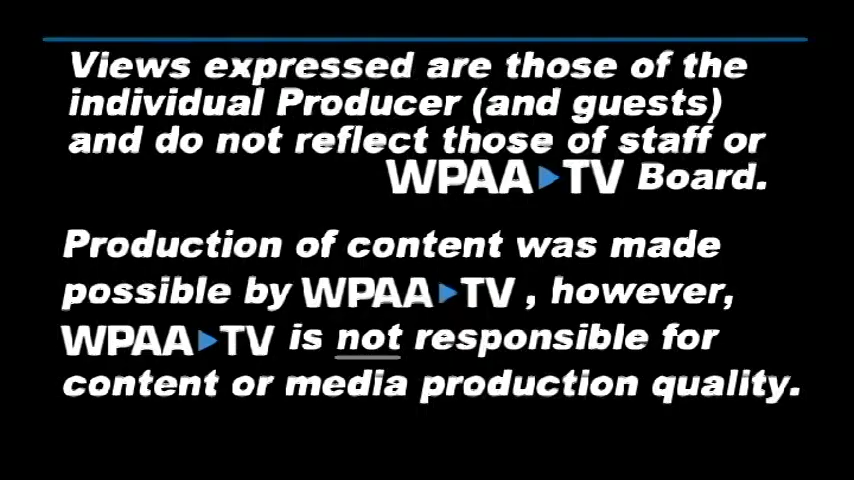 Views expressed are those of the
individual Producer (and guests)
and do not reflect those of staff or
WPAA TV Board.
Production of content was made
possible by WPAA TV , however,
WPAA TV is not responsible for
content or media production quality.